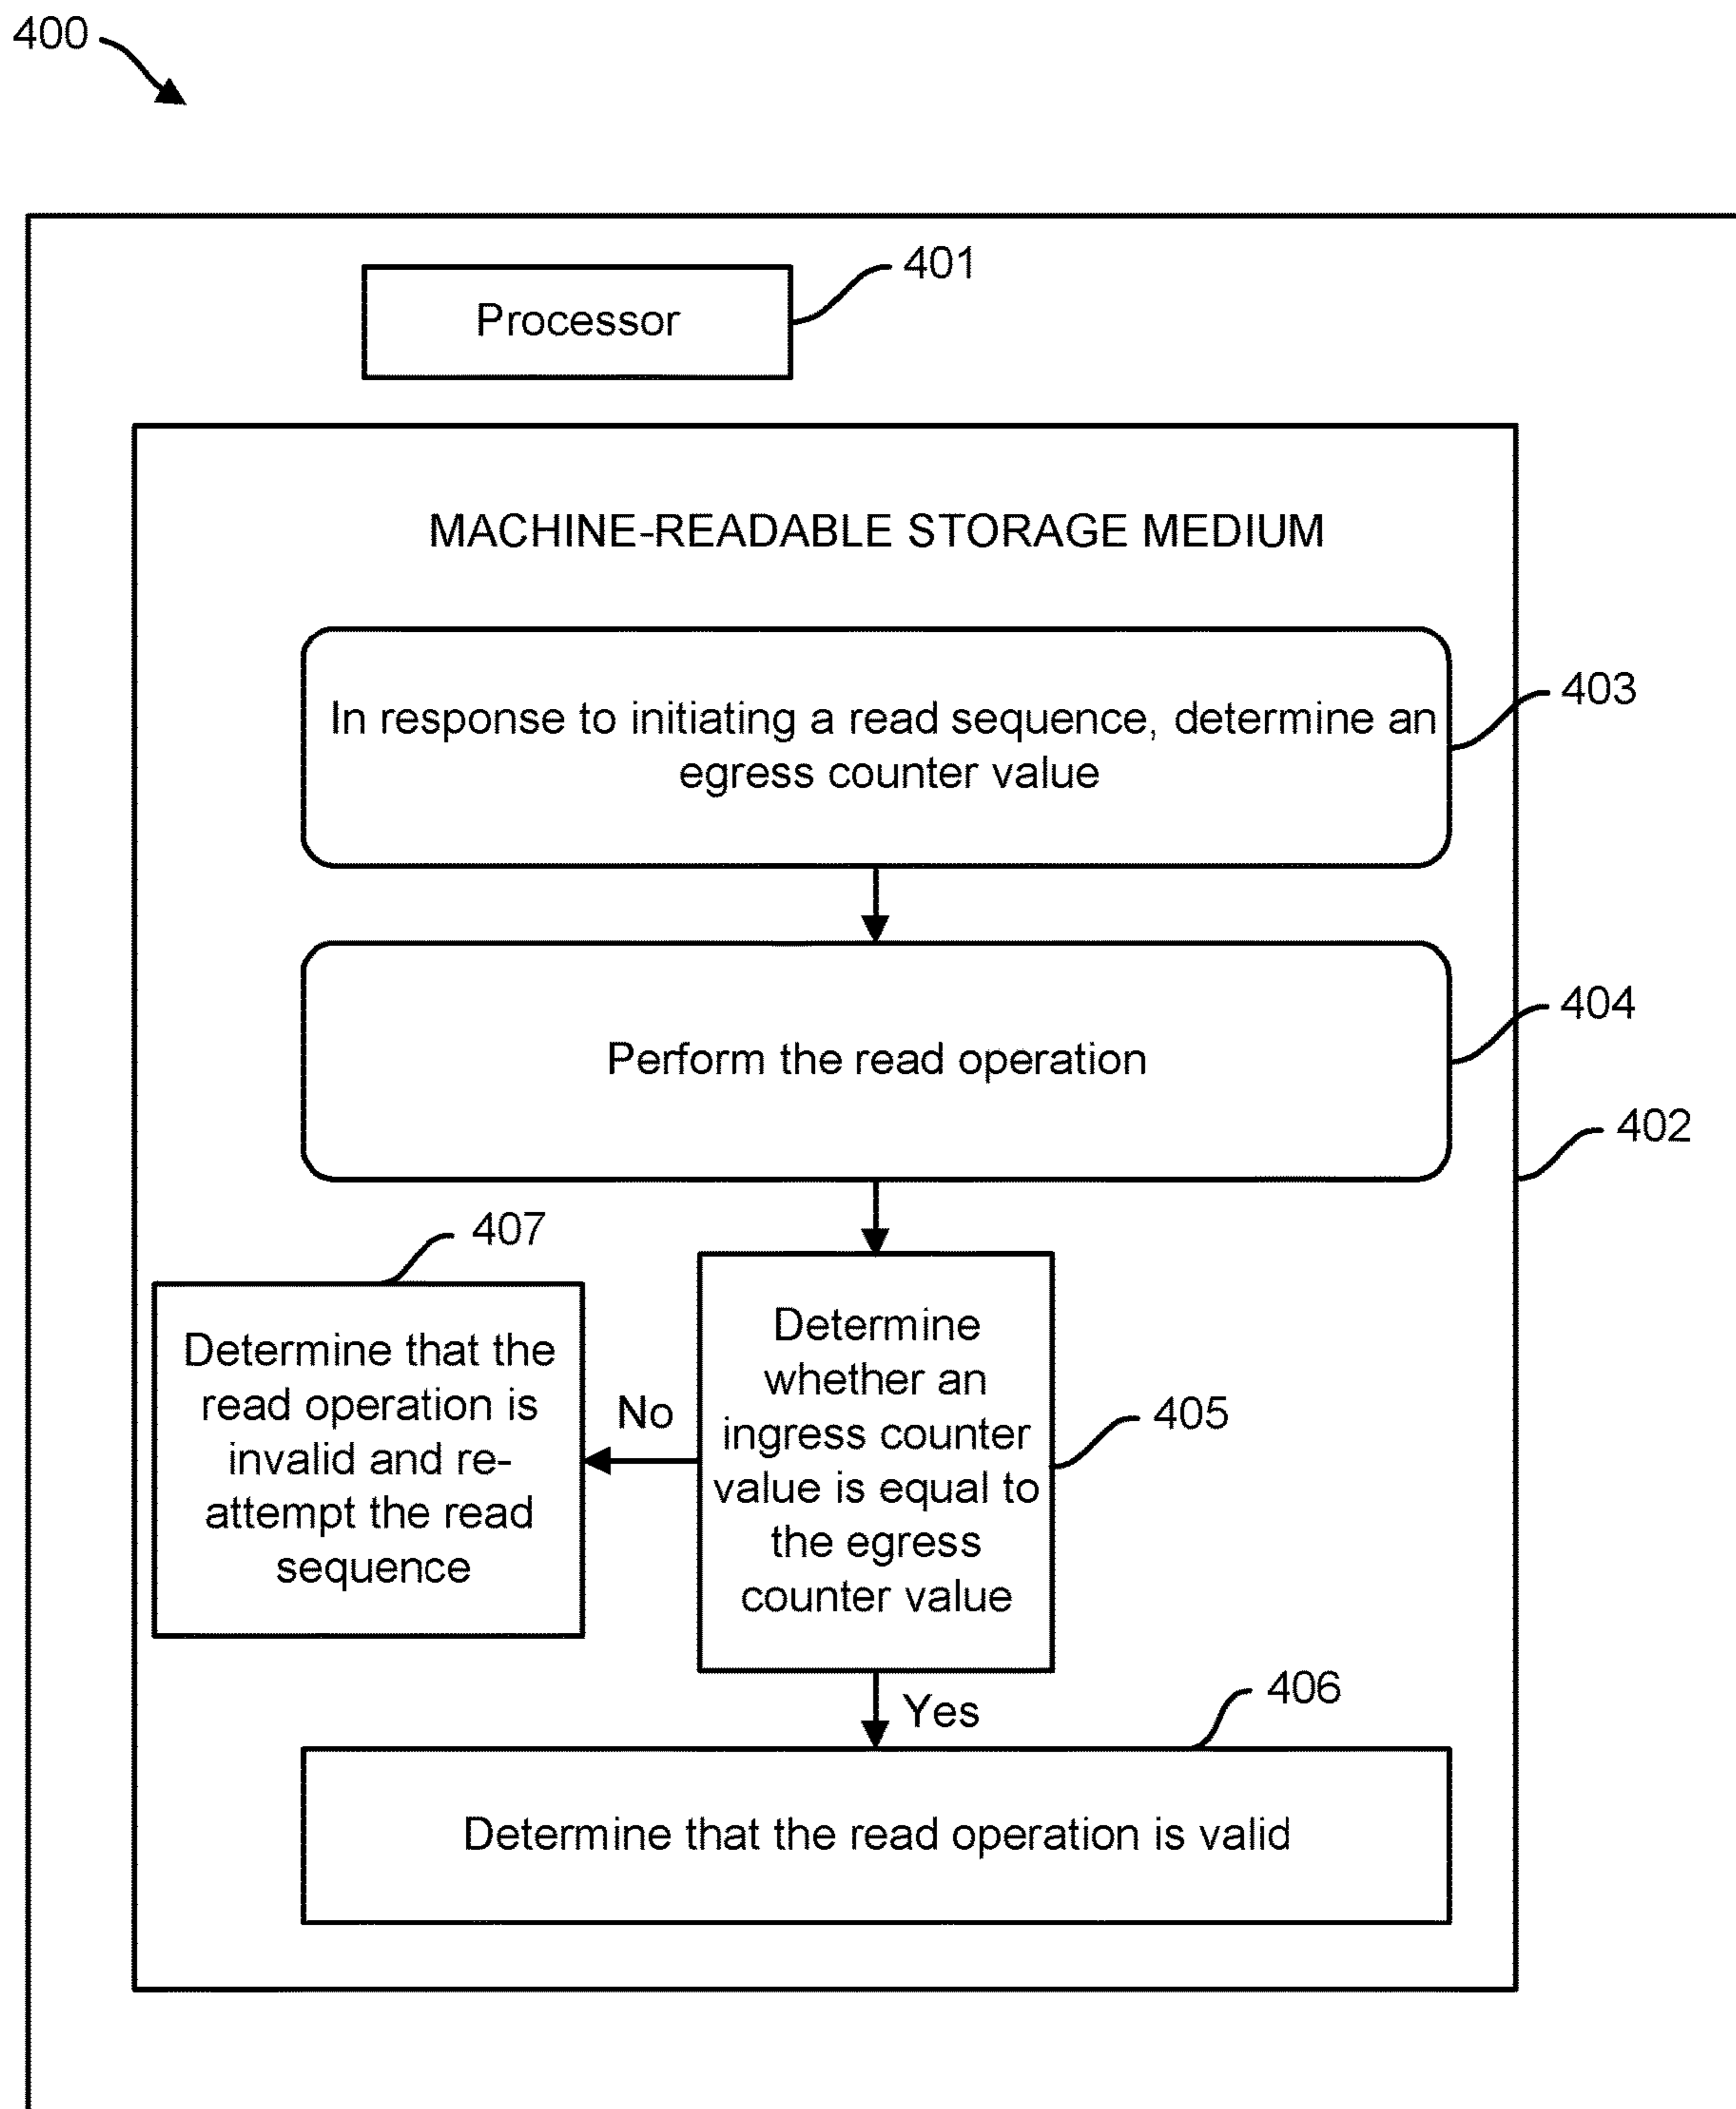 400
401
Processor
MACHINE-READABLE STORAGE MEDIUM
403
In response to initiating a read sequence, determine an
egress counter value
404
Perform the read operation
402
407
Determine that the
read operation is
invalid and re-
attempt the read
sequence
No
Determine
whether an
ingress counter
value is equal to
the egress
counter value
405
Yes
406
Determine that the read operation is valid